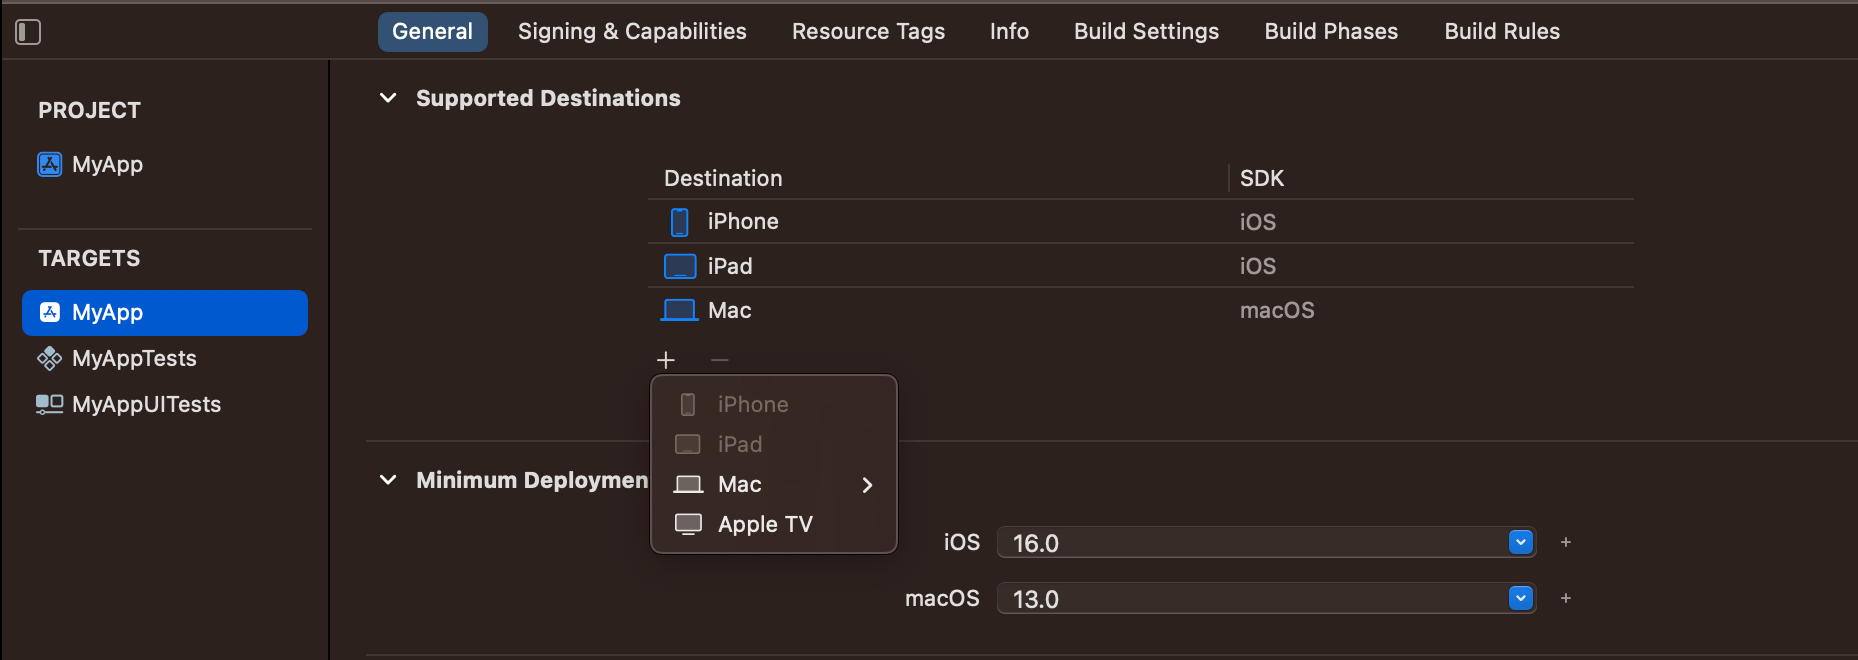 General Signing & Capabilities Resource Tags Info Build Settings Build Phases Build Rules
PROJECT
MyApp
TARGETS
MyApp
MyAppTests
MyAppUITests
Supported Destinations
Destination SDK
iPhone iOS
iPad iOS
Mac macOS
+ −
iPhone
iPad
Mac
Apple TV
Minimum Deploymen
iOS 16.0 +
macOS 13.0 +